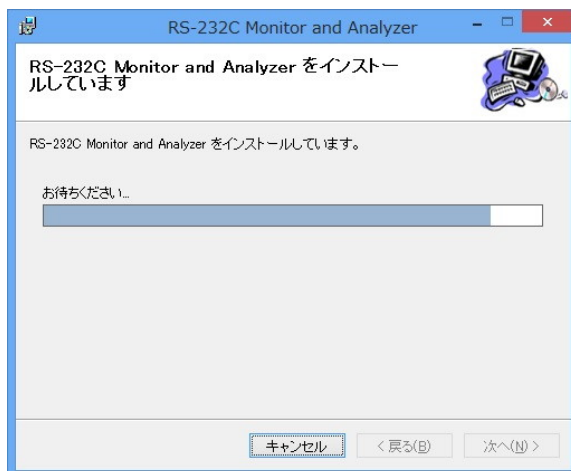 RS-232C Monitor and Analyzer
RS-232C Monitor and Analyzer をインストー
ルしています
RS-232C Monitor and Analyzer をインストールしています。
お待ちください...
キャンセル
< 戻る(B)
次へ(N) >